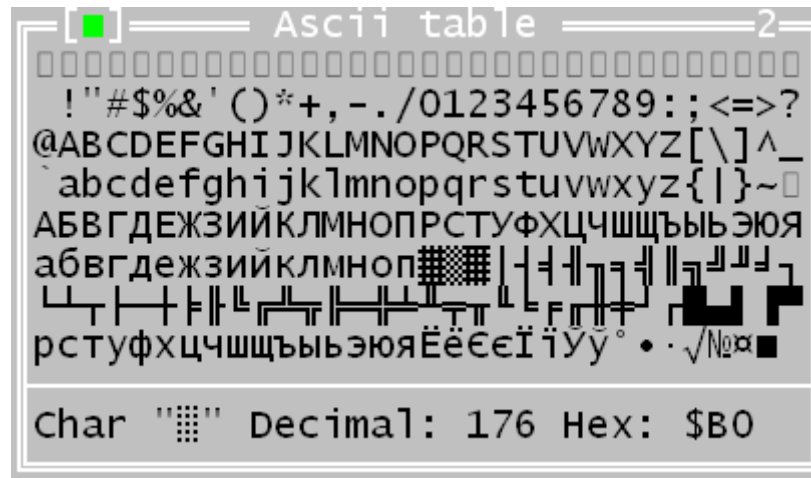 [■] Ascii table 2
 !"#$%&'()*+,-./0123456789:;<=>?
@ABCDEFGHIJKLMNOPQRSTUVWXYZ[\]^_
`abcdefghijklmnopqrstuvwxyz{|}~
АБВГДЕЖЗИЙКЛМНОПРСТУФХЦЧШЩЪЫЬЭЮЯ
абвгдежзийклмноп░▒▓│┤╡╢╖╕╣║╗╝╜╛┐
└┴┬├─┼╞╟╚╔╩╦╠═╬╧╨╤╥╙╘╒╓╫╪┘┌█▄▌▐▀
рстуфхцчшщъыьэюяЁёЄєЇїЎў°∙·√№¤■
Char "░" Decimal: 176 Hex: $B0